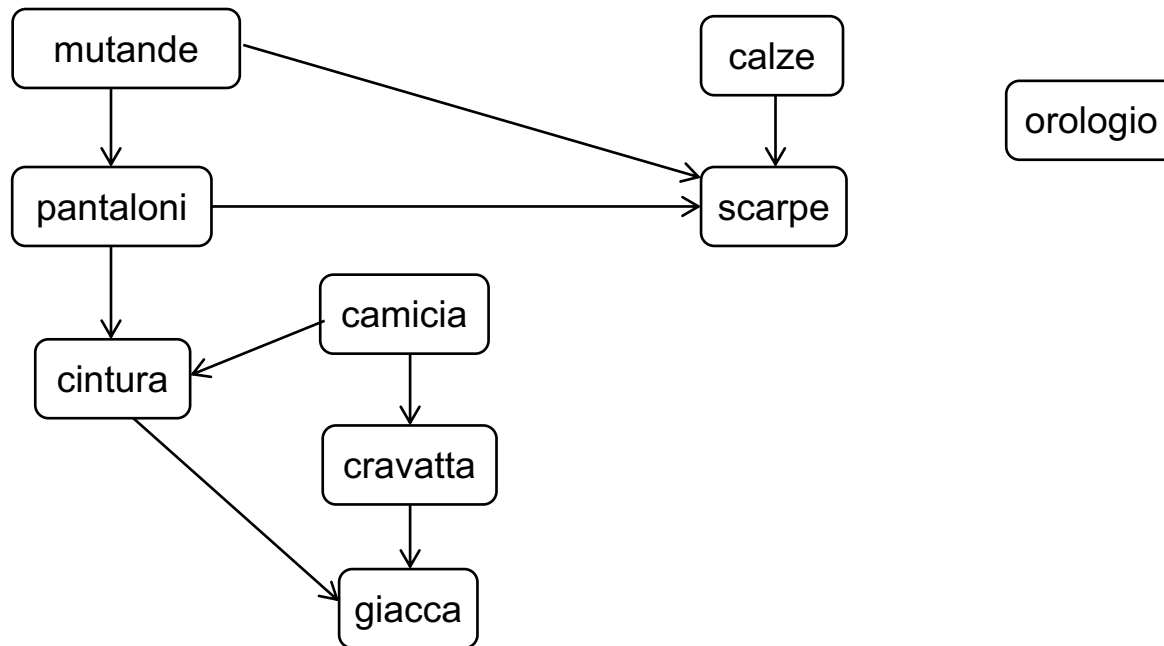 mutande
calze
orologio
pantaloni
scarpe
camicia
cintura
cravatta
giacca